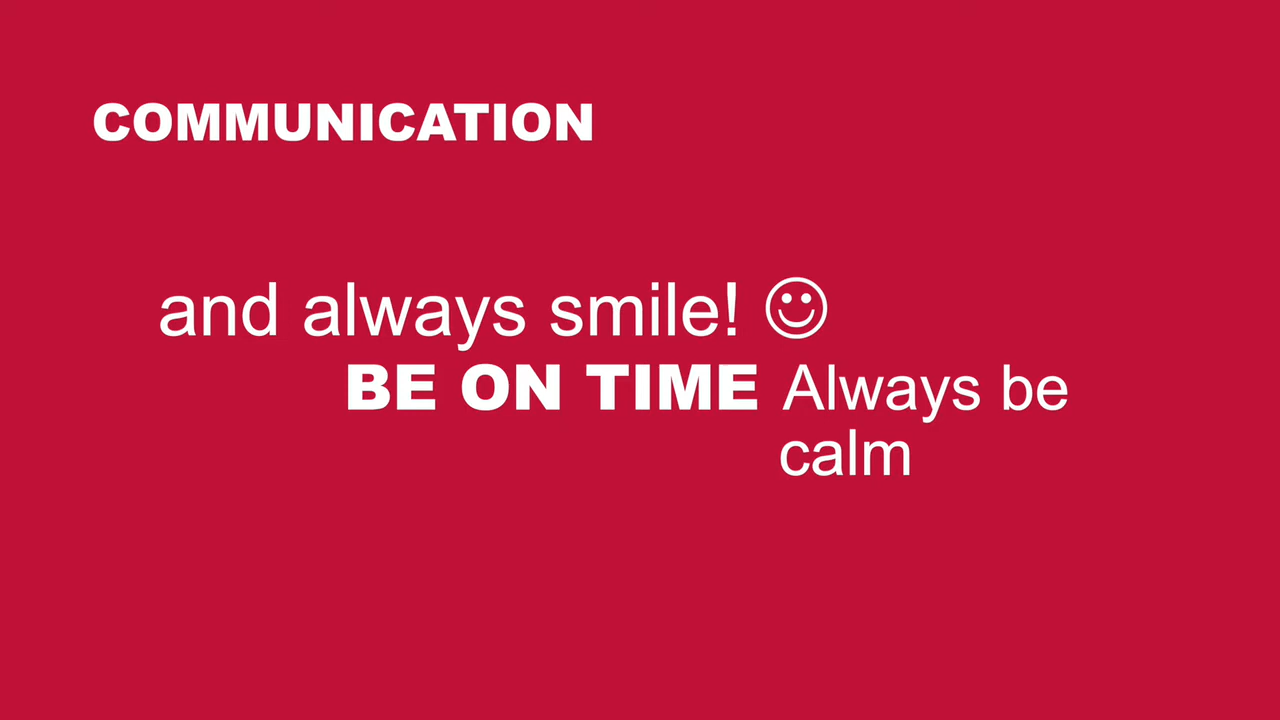 COMMUNICATION
and always smile! ☺
BE ON TIME Always be
calm